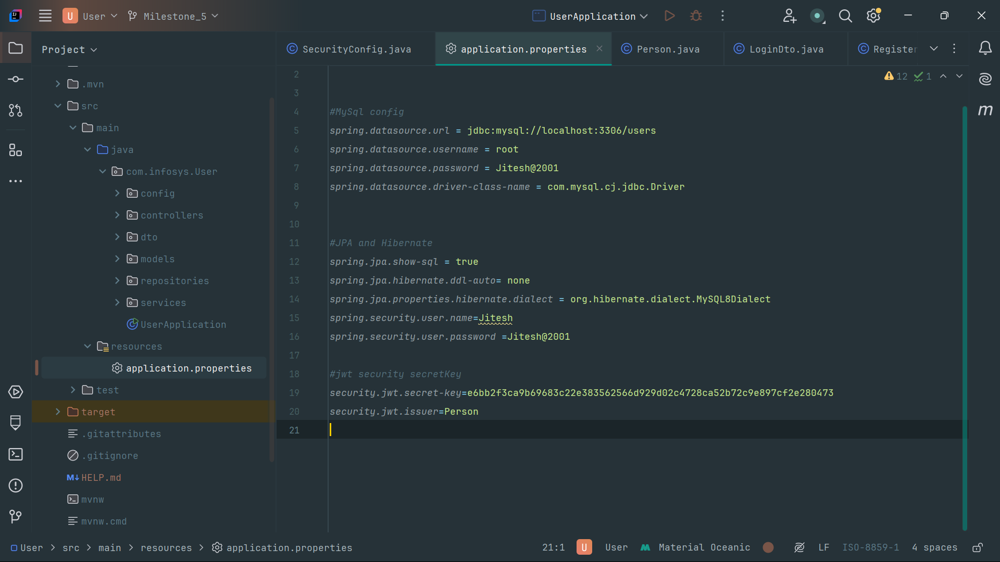 U User Milestone_5 UserApplication
Project
SecurityConfig.java application.properties Person.java LoginDto.java Register
.mvn
src
main
java
com.infosys.User
config
controllers
dto
models
repositories
services
UserApplication
resources
application.properties
test
target
.gitattributes
.gitignore
M↓ HELP.md
mvnw
mvnw.cmd
12 1
m
2
3
4 #MySql config
5 spring.datasource.url = jdbc:mysql://localhost:3306/users
6 spring.datasource.username = root
7 spring.datasource.password = Jitesh@2001
8 spring.datasource.driver-class-name = com.mysql.cj.jdbc.Driver
9
10
11 #JPA and Hibernate
12 spring.jpa.show-sql = true
13 spring.jpa.hibernate.ddl-auto= none
14 spring.jpa.properties.hibernate.dialect = org.hibernate.dialect.MySQL8Dialect
15 spring.security.user.name=Jitesh
16 spring.security.user.password =Jitesh@2001
17
18 #jwt security secretKey
19 security.jwt.secret-key=e6bb2f3ca9b69683c22e383562566d929d02c4728ca52b72c9e897cf2e280473
20 security.jwt.issuer=Person
21
User > src > main > resources > application.properties 21:1 U User Material Oceanic LF ISO-8859-1 4 spaces